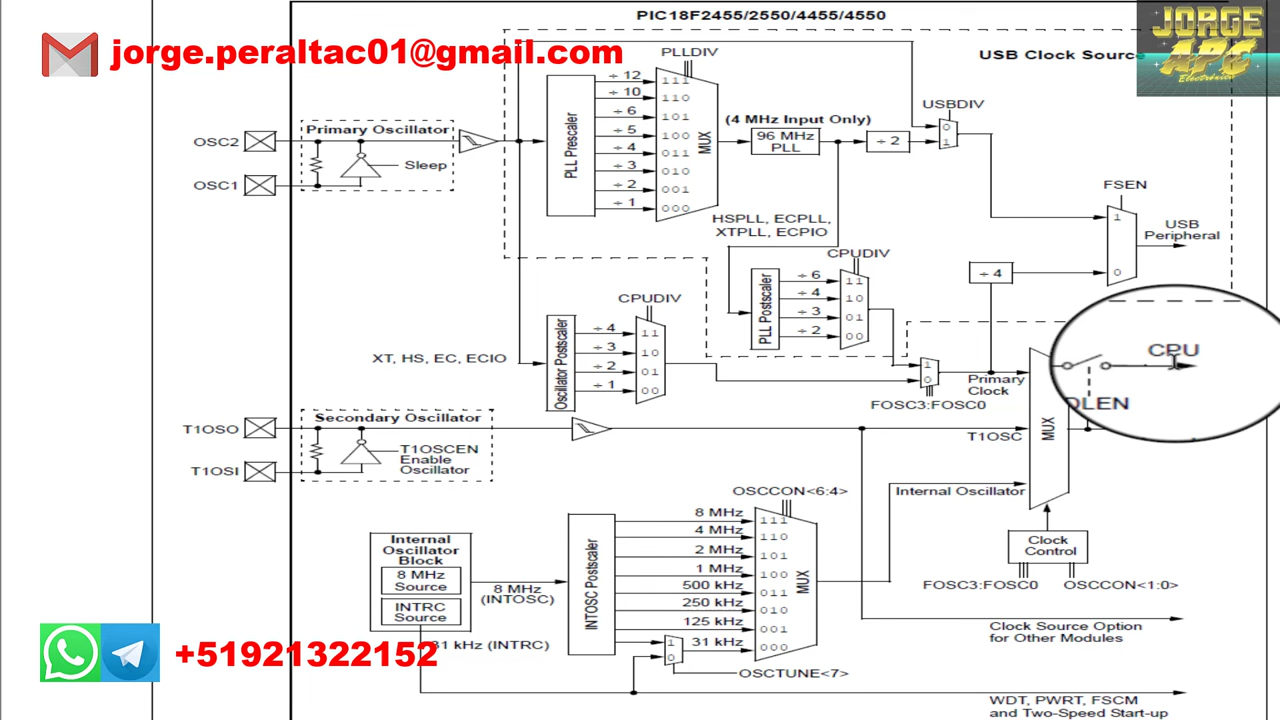 PIC18F2455/2550/4455/4550
jorge.peraltac01@gmail.com
JORGE
APC
Electrónica
USB Clock Source
PLLDIV
÷ 12
÷ 10
÷ 6
÷ 5
÷ 4
÷ 3
÷ 2
÷ 1
111
110
101
100
011
010
001
000
PLL Prescaler
MUX
(4 MHz Input Only)
96 MHz
PLL
÷ 2
USBDIV
0
1
OSC2
OSC1
Primary Oscillator
Sleep
FSEN
1
0
USB
Peripheral
HSPLL, ECPLL,
XTPLL, ECPIO
CPUDIV
PLL Postscaler
÷ 6
÷ 4
÷ 3
÷ 2
11
10
01
00
÷ 4
CPUDIV
XT, HS, EC, ECIO
Oscillator Postscaler
÷ 4
÷ 3
÷ 2
÷ 1
11
10
01
00
1
0
FOSC3:FOSC0
Primary
Clock
CPU
DLEN
MUX
T1OSO
T1OSI
Secondary Oscillator
T1OSCEN
Enable
Oscillator
T1OSC
Internal Oscillator
OSCCON<6:4>
Internal
Oscillator
Block
8 MHz
Source
INTRC
Source
8 MHz
(INTOSC)
31 kHz (INTRC)
INTOSC Postscaler
8 MHz
4 MHz
2 MHz
1 MHz
500 kHz
250 kHz
125 kHz
31 kHz
111
110
101
100
011
010
001
000
MUX
1
0
OSCTUNE<7>
Clock
Control
FOSC3:FOSC0
OSCCON<1:0>
Clock Source Option
for Other Modules
WDT, PWRT, FSCM
and Two-Speed Start-up
+51921322152